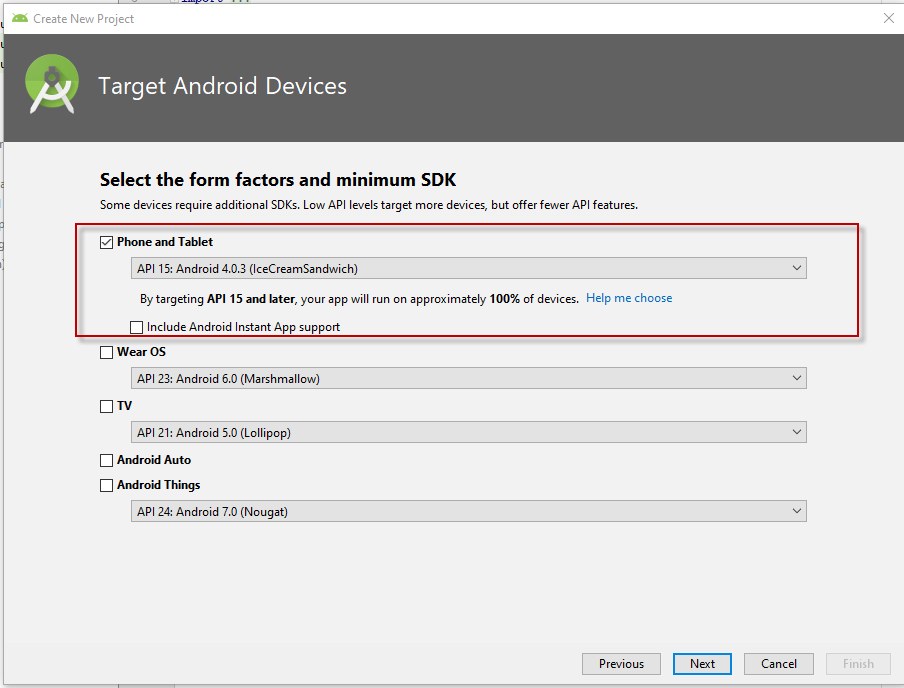 import ...
Create New Project
Target Android Devices
Select the form factors and minimum SDK
Some devices require additional SDKs. Low API levels target more devices, but offer fewer API features.
Phone and Tablet
API 15: Android 4.0.3 (IceCreamSandwich)
By targeting API 15 and later, your app will run on approximately 100% of devices. Help me choose
Include Android Instant App support
Wear OS
API 23: Android 6.0 (Marshmallow)
TV
API 21: Android 5.0 (Lollipop)
Android Auto
Android Things
API 24: Android 7.0 (Nougat)
Previous Next Cancel Finish